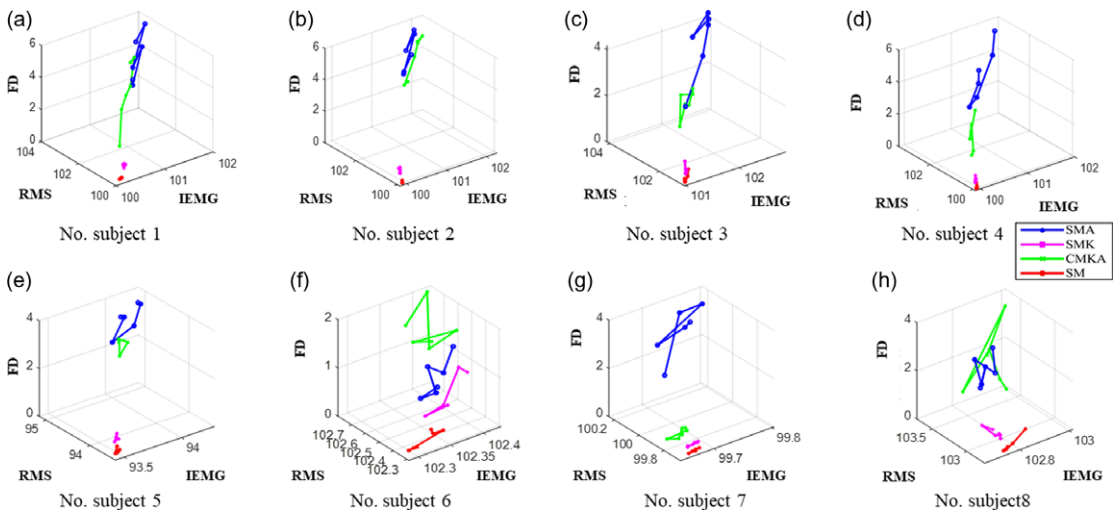 (a) (b) (c) (d)
6 6 4 6
4 4 2 4
2 2 0 2
0 0 0
FD FD FD FD
104 102 100 100 101 102
102 100 100 101 102
104 102 101 102
102 100 100 101 102
RMS IEMG RMS IEMG RMS IEMG RMS IEMG
No. subject 1 No. subject 2 No. subject 3 No. subject 4
SMA
SMK
CMKA
SM
(e) (f) (g) (h)
4 2 4 4
2 1 2 2
0 0 0 0
FD FD FD FD
95 94 93.5 94
102.7 102.6 102.5 102.4 102.3 102.3 102.35 102.4
100.2 100 99.8 99.7 99.8
103.5 103 102.8 103
RMS IEMG RMS IEMG RMS IEMG RMS IEMG
No. subject 5 No. subject 6 No. subject 7 No. subject8